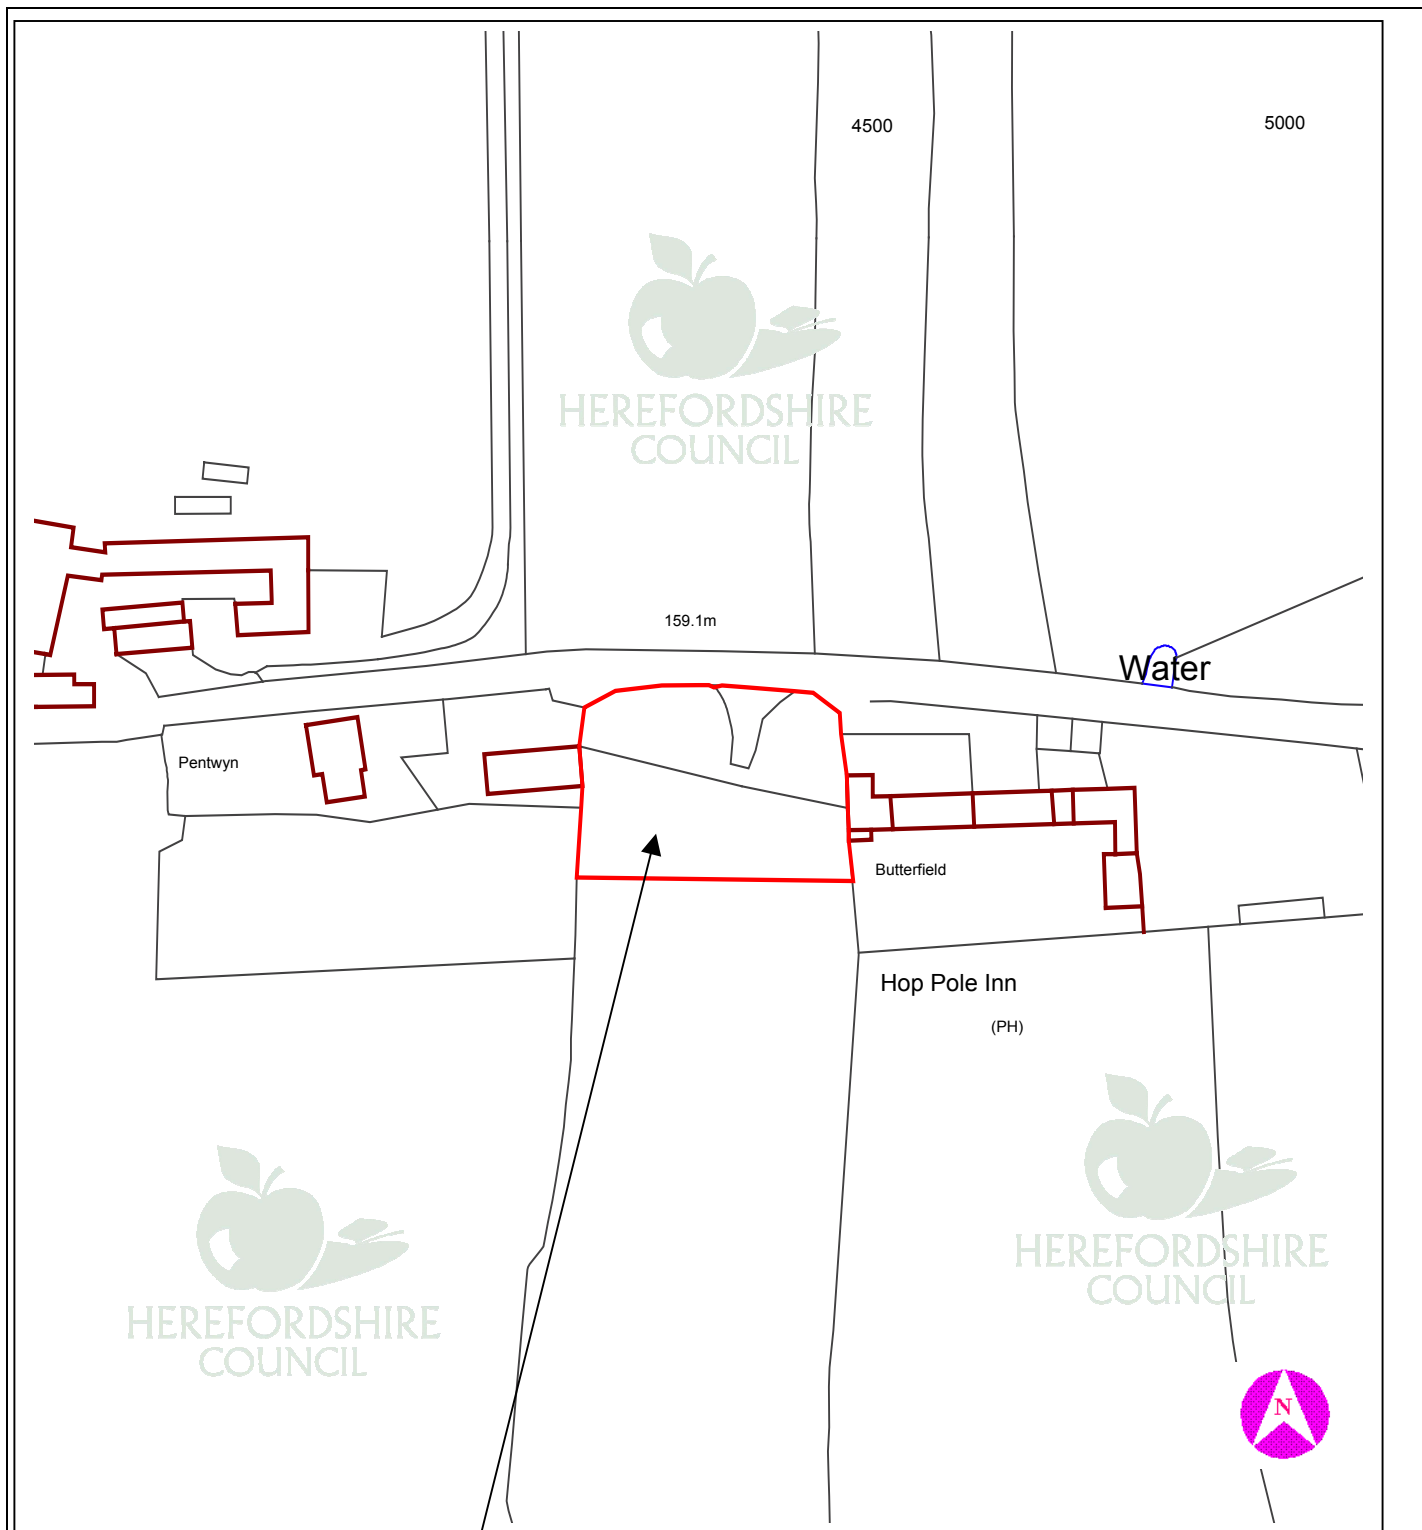 4500
5000
HEREFORDSHIRE
COUNCIL
159.1m
Water
Pentwyn
Butterfield
Hop Pole Inn
(PH)
HEREFORDSHIRE
COUNCIL
HEREFORDSHIRE
COUNCIL
N